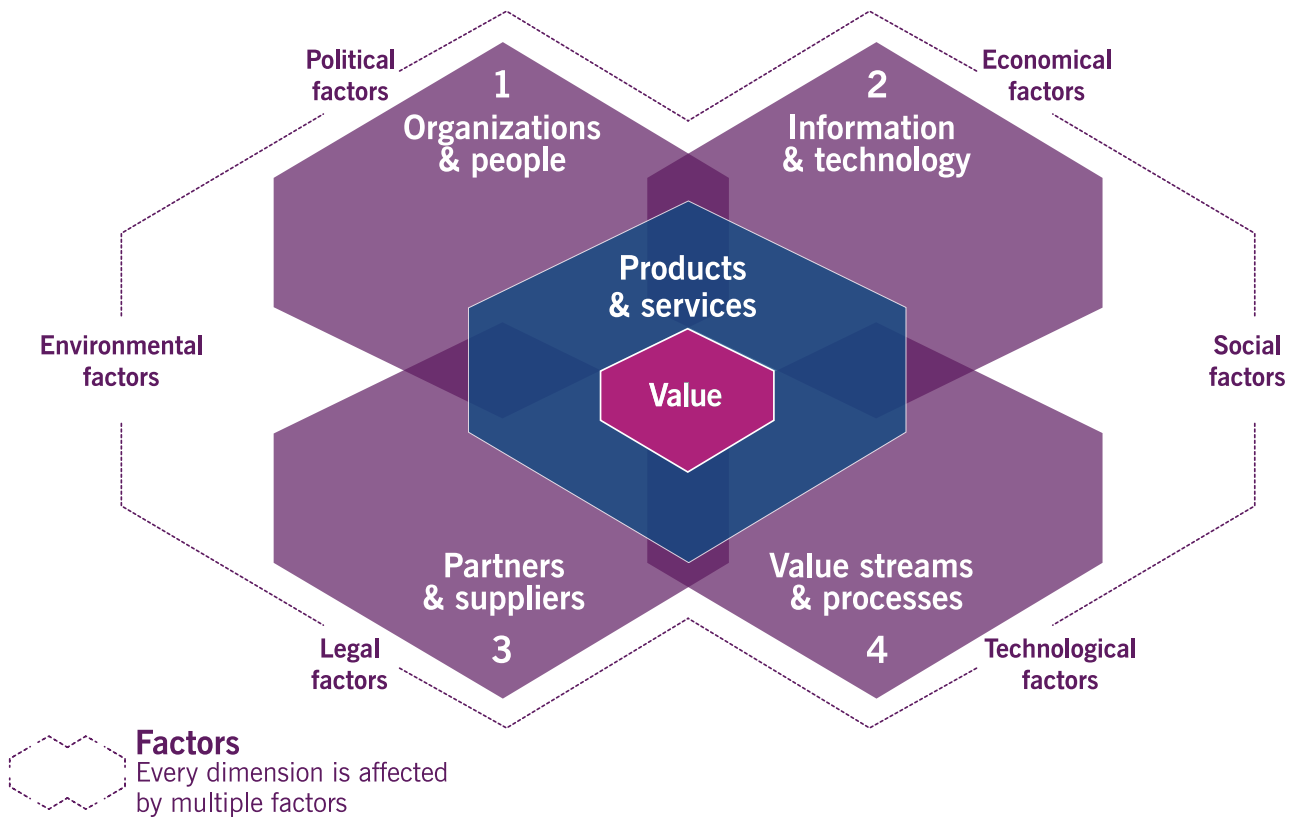 Political
factors
1
Organizations
& people
2
Information
& technology
Economical
factors
Products
& services
Environmental
factors
Value
Social
factors
Partners
& suppliers
3
Value streams
& processes
4
Legal
factors
Technological
factors
Factors
Every dimension is affected
by multiple factors